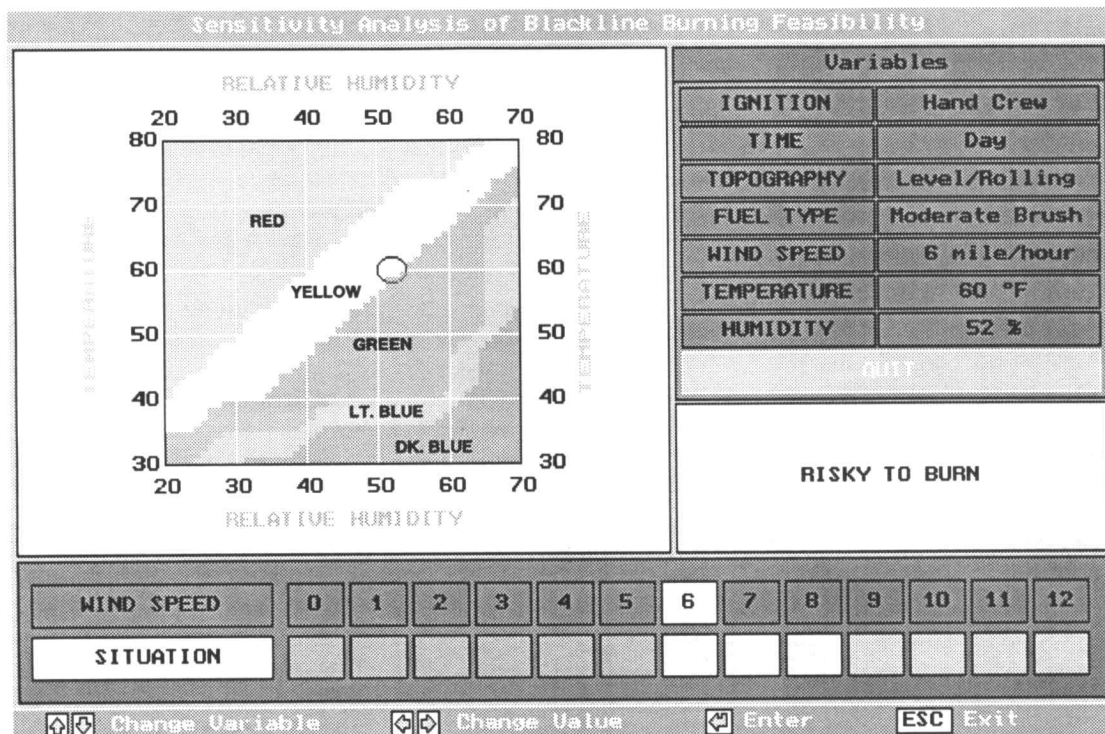 Sensitivity Analysis of Blackline Burning Feasibility
RELATIVE HUMIDITY
20 30 40 50 60 70
80 80
70 70
60 60
50 50
40 40
30 30
TEMPERATURE
TEMPERATURE
RED
YELLOW
GREEN
LT. BLUE
DK. BLUE
20 30 40 50 60 70
RELATIVE HUMIDITY
Variables
IGNITION Hand Crew
TIME Day
TOPOGRAPHY Level/Rolling
FUEL TYPE Moderate Brush
WIND SPEED 6 mile/hour
TEMPERATURE 60 °F
HUMIDITY 52 %
QUIT
RISKY TO BURN
WIND SPEED 0 1 2 3 4 5 6 7 8 9 10 11 12
SITUATION
Change Variable Change Value Enter ESC Exit